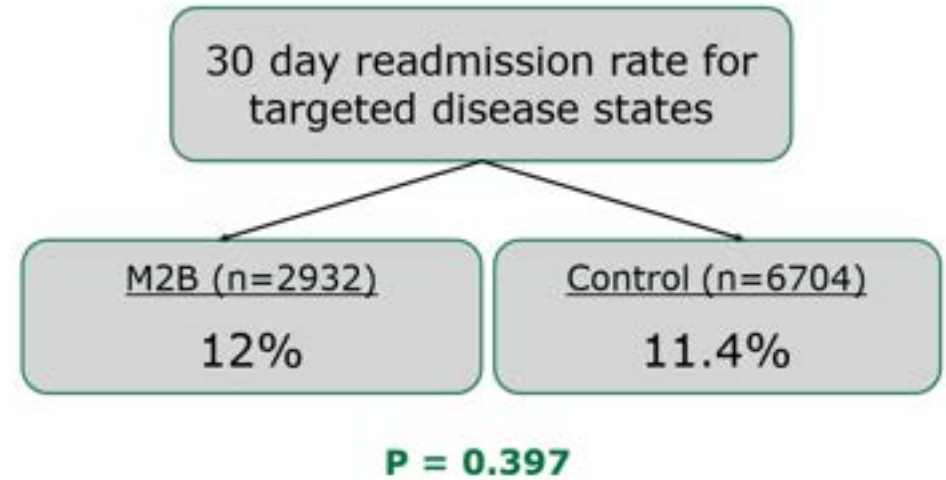 30 day readmission rate for
targeted disease states
M2B (n=2932)
12%
Control (n=6704)
11.4%
P = 0.397